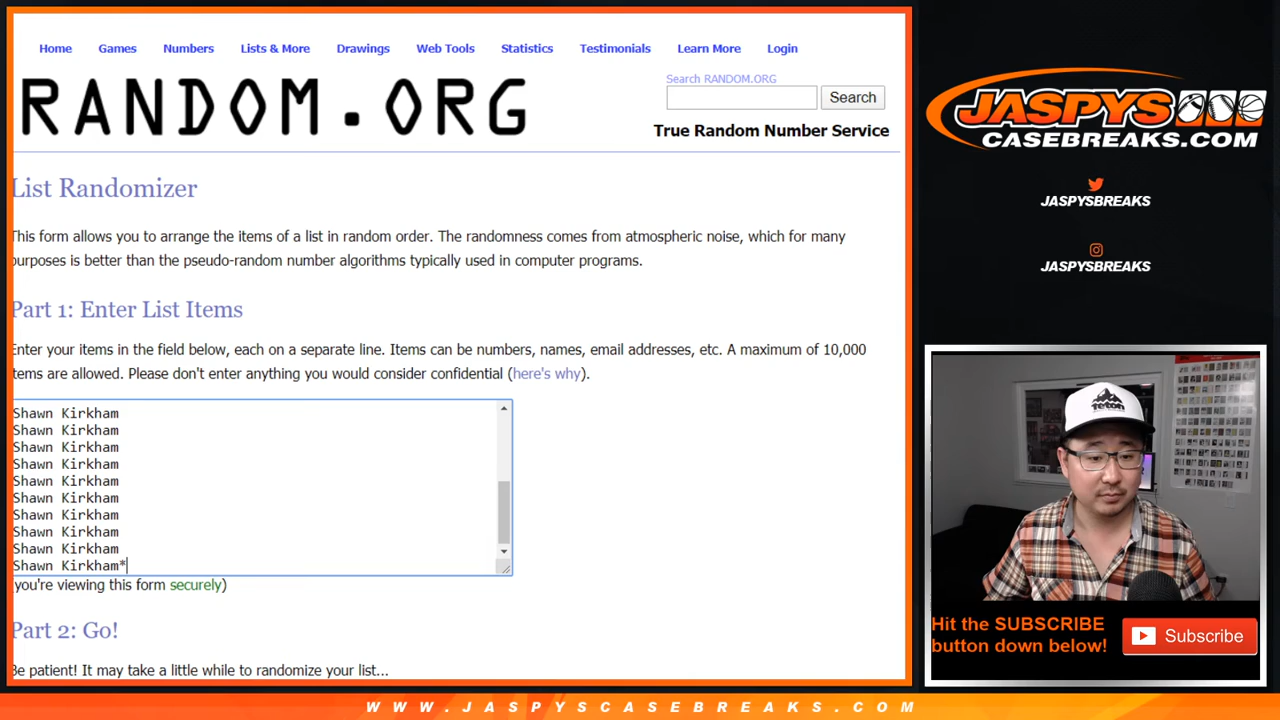 Home Games Numbers Lists & More Drawings Web Tools Statistics Testimonials Learn More Login
RANDOM.ORG
Search RANDOM.ORG
Search
True Random Number Service
List Randomizer
This form allows you to arrange the items of a list in random order. The randomness comes from atmospheric noise, which for many
purposes is better than the pseudo-random number algorithms typically used in computer programs.
Part 1: Enter List Items
Enter your items in the field below, each on a separate line. Items can be numbers, names, email addresses, etc. A maximum of 10,000
items are allowed. Please don't enter anything you would consider confidential (here's why).
Shawn Kirkham
Shawn Kirkham
Shawn Kirkham
Shawn Kirkham
Shawn Kirkham
Shawn Kirkham
Shawn Kirkham
Shawn Kirkham
Shawn Kirkham
Shawn Kirkham*
(you're viewing this form securely)
Part 2: Go!
Be patient! It may take a little while to randomize your list...
JASPYS
CASEBREAKS.COM
JASPYSBREAKS
JASPYSBREAKS
teton
Hit the SUBSCRIBE
button down below!
Subscribe
WWW.JASPYSCASEBREAKS.COM